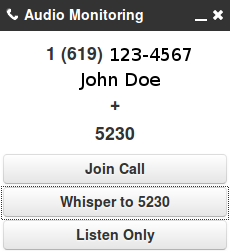 Audio Monitoring
1 (619) 123-4567
John Doe
+
5230
Join Call
Whisper to 5230
Listen Only